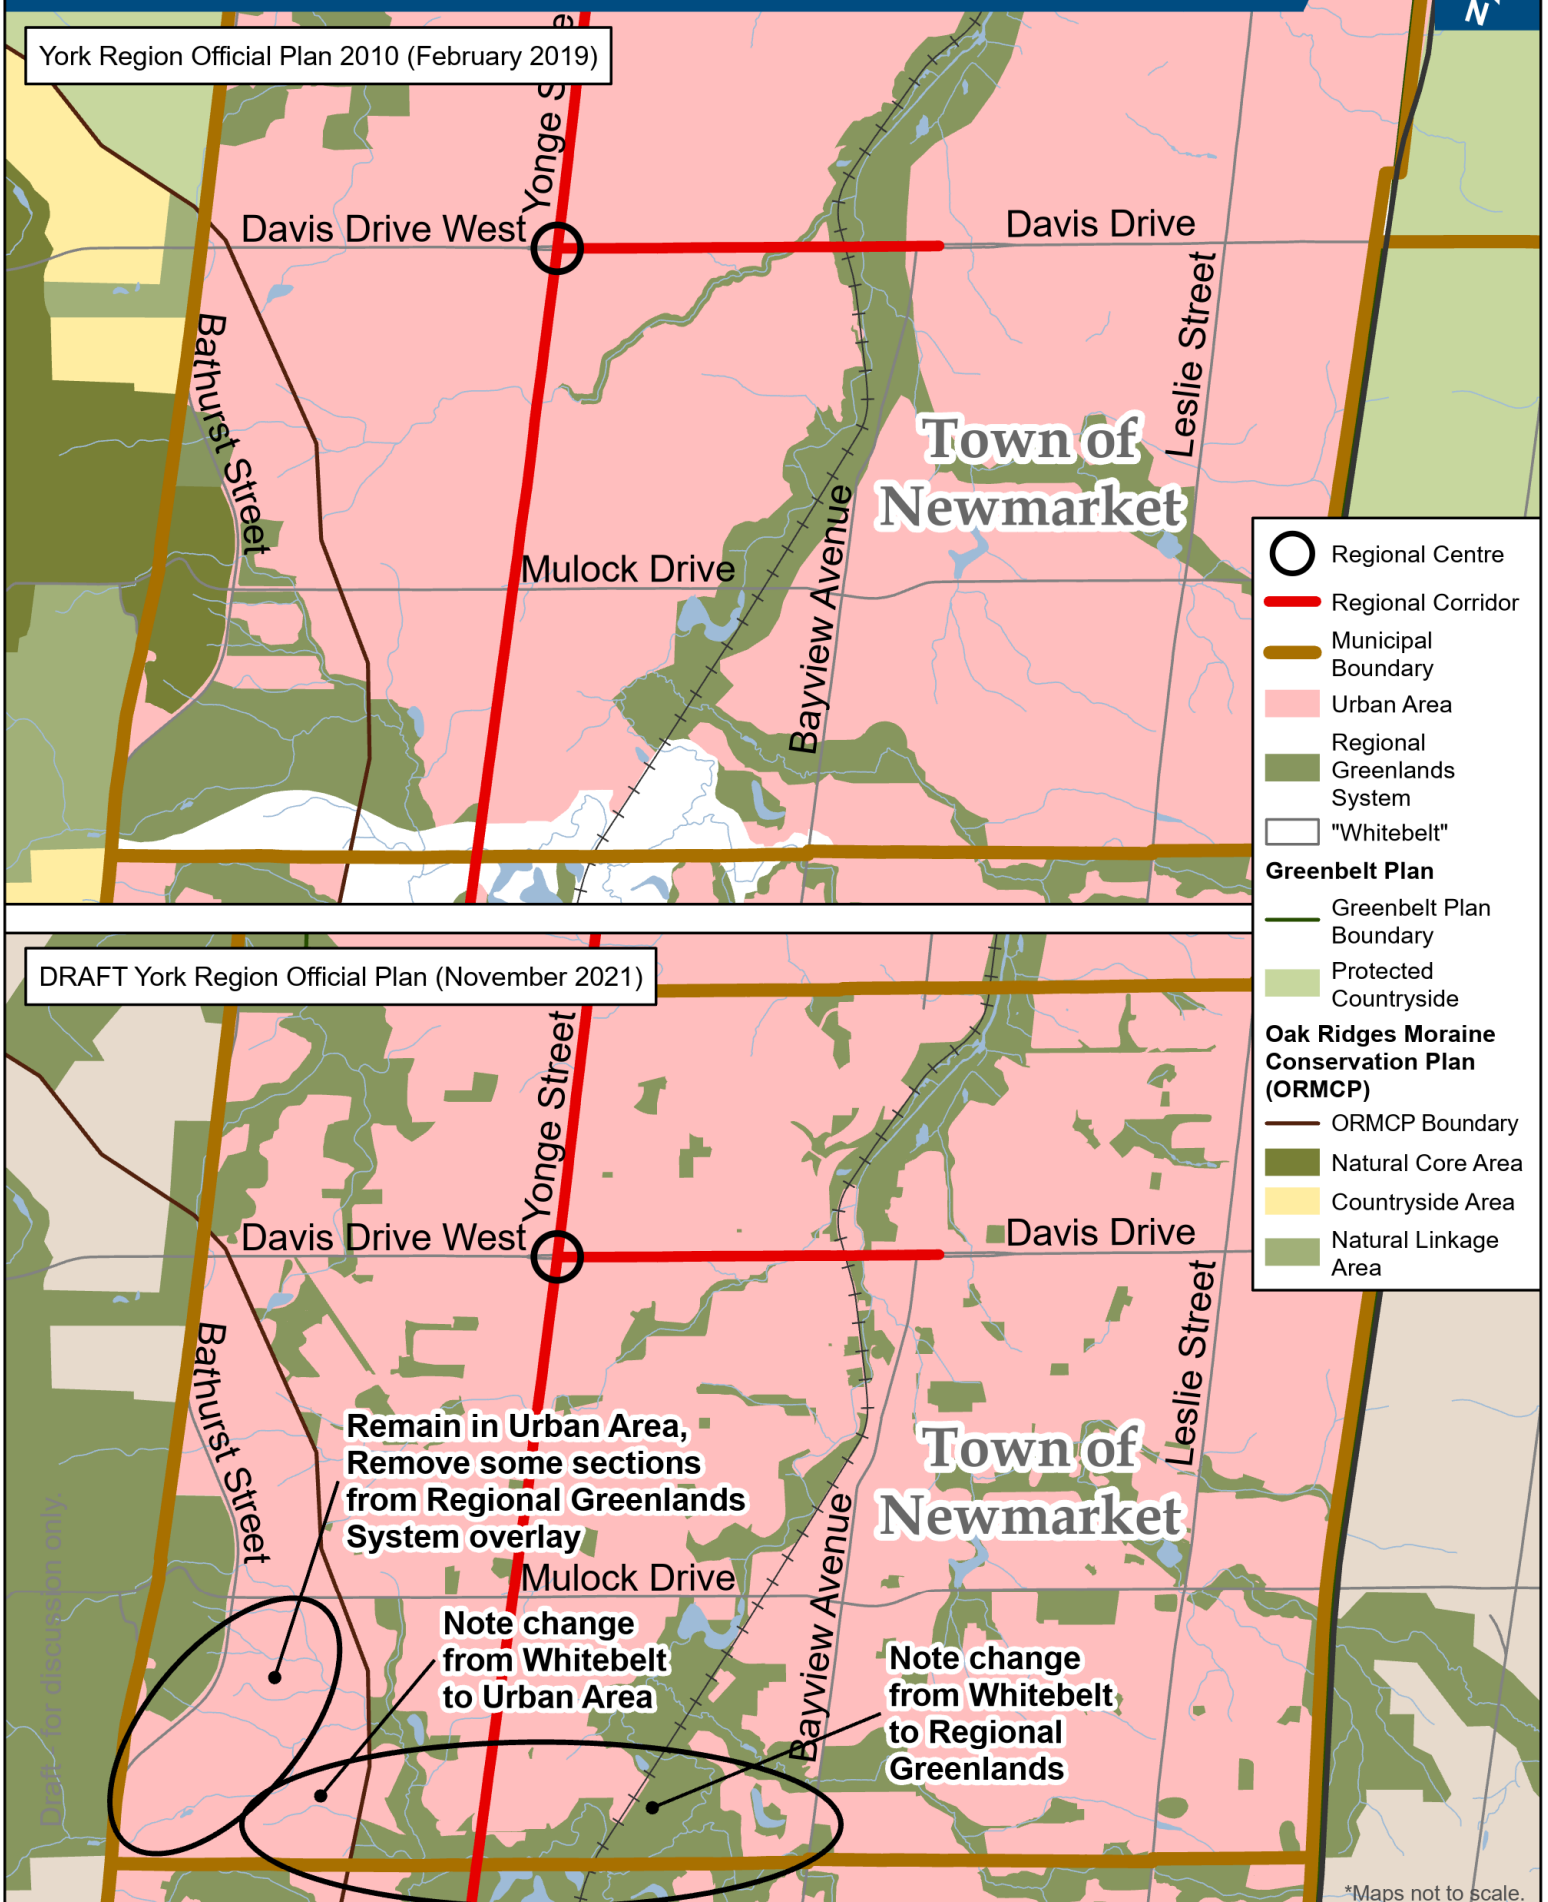 N
York Region Official Plan 2010 (February 2019)
Yonge Se
Davis Drive West
Davis Drive
Bathurst Street
Leslie Street
Town of
Newmarket
Mulock Drive
Bayview Avenue
Regional Centre
Regional Corridor
Municipal
Boundary
Urban Area
Regional
Greenlands
System
"Whitebelt"
Greenbelt Plan
Greenbelt Plan
Boundary
Protected
Countryside
Oak Ridges Moraine
Conservation Plan
(ORMCP)
ORMCP Boundary
Natural Core Area
Countryside Area
Natural Linkage
Area
DRAFT York Region Official Plan (November 2021)
Yonge Street
Davis Drive West
Davis Drive
Bathurst Street
Leslie Street
Remain in Urban Area,
Remove some sections
from Regional Greenlands
System overlay
Town of
Newmarket
Mulock Drive
Bayview Avenue
Note change
from Whitebelt
to Urban Area
Note change
from Whitebelt
to Regional
Greenlands
Draft - for discussion only.
*Maps not to scale.